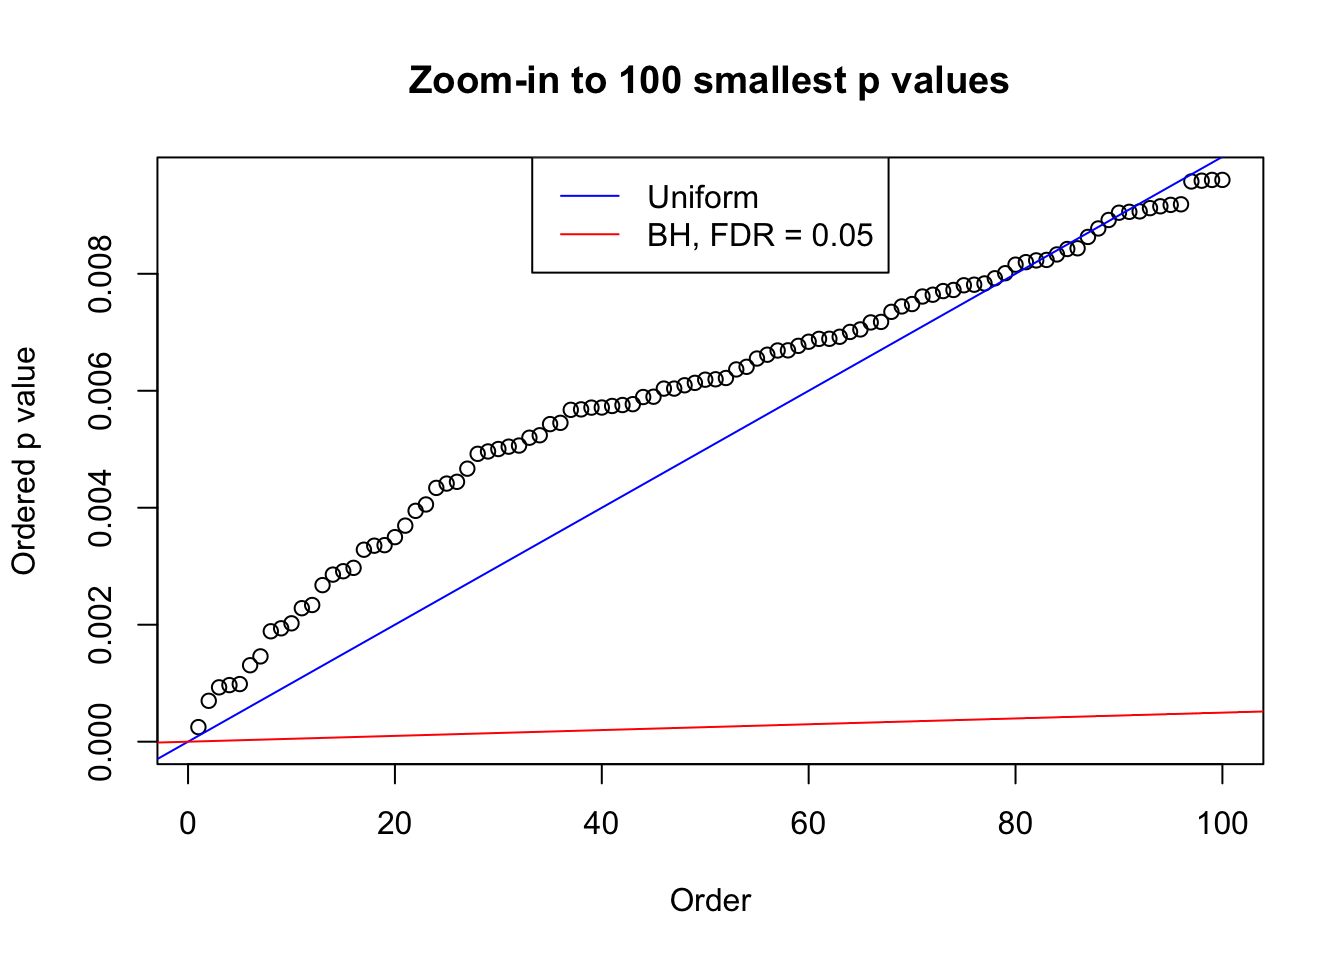 Zoom-in to 100 smallest p values
Uniform
BH, FDR = 0.05
Ordered p value
0.008
0.006
0.004
0.002
0.000
0 20 40 60 80 100
Order